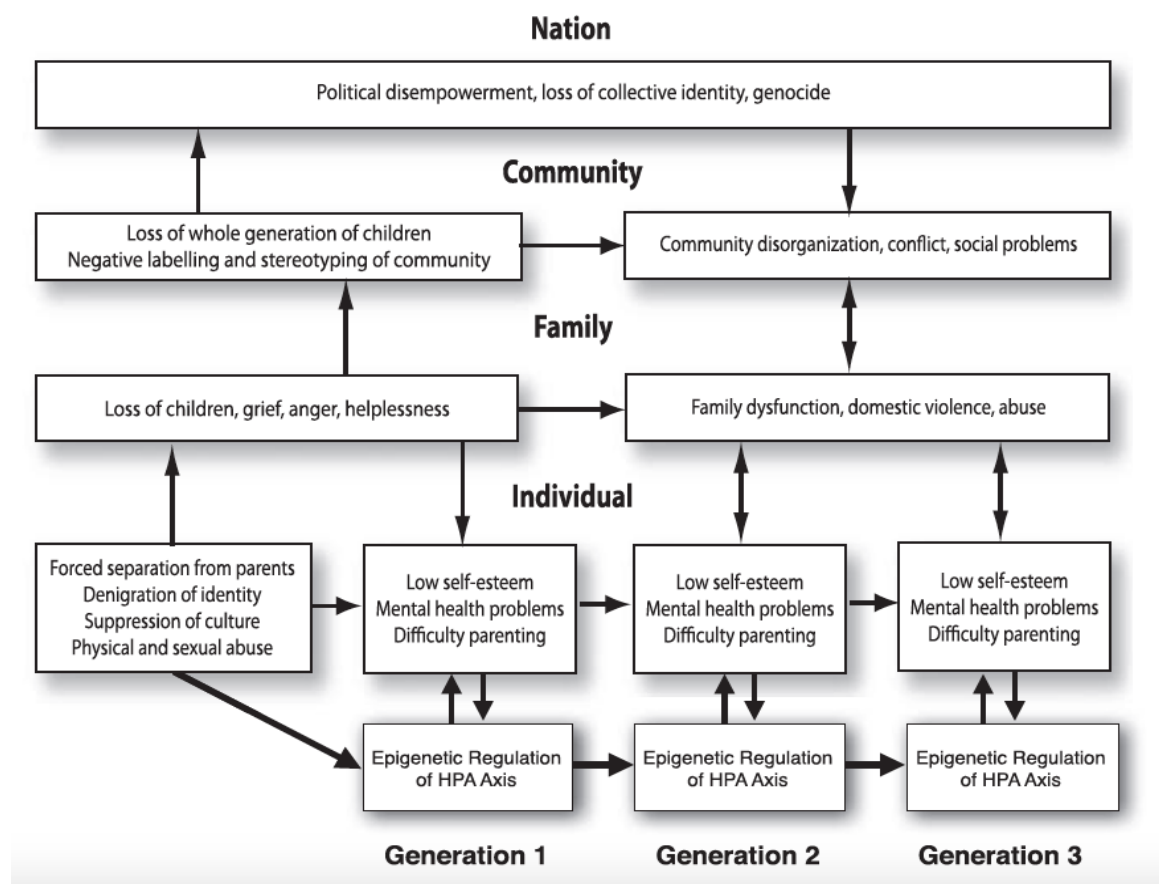 Nation
Political disempowerment, loss of collective identity, genocide
Community
Loss of whole generation of children
Negative labelling and stereotyping of community
Community disorganization, conflict, social problems
Family
Loss of children, grief, anger, helplessness
Family dysfunction, domestic violence, abuse
Individual
Forced separation from parents
Denigration of identity
Suppression of culture
Physical and sexual abuse
Low self-esteem
Mental health problems
Difficulty parenting
Low self-esteem
Mental health problems
Difficulty parenting
Low self-esteem
Mental health problems
Difficulty parenting
Epigenetic Regulation
of HPA Axis
Epigenetic Regulation
of HPA Axis
Epigenetic Regulation
of HPA Axis
Generation 1
Generation 2
Generation 3